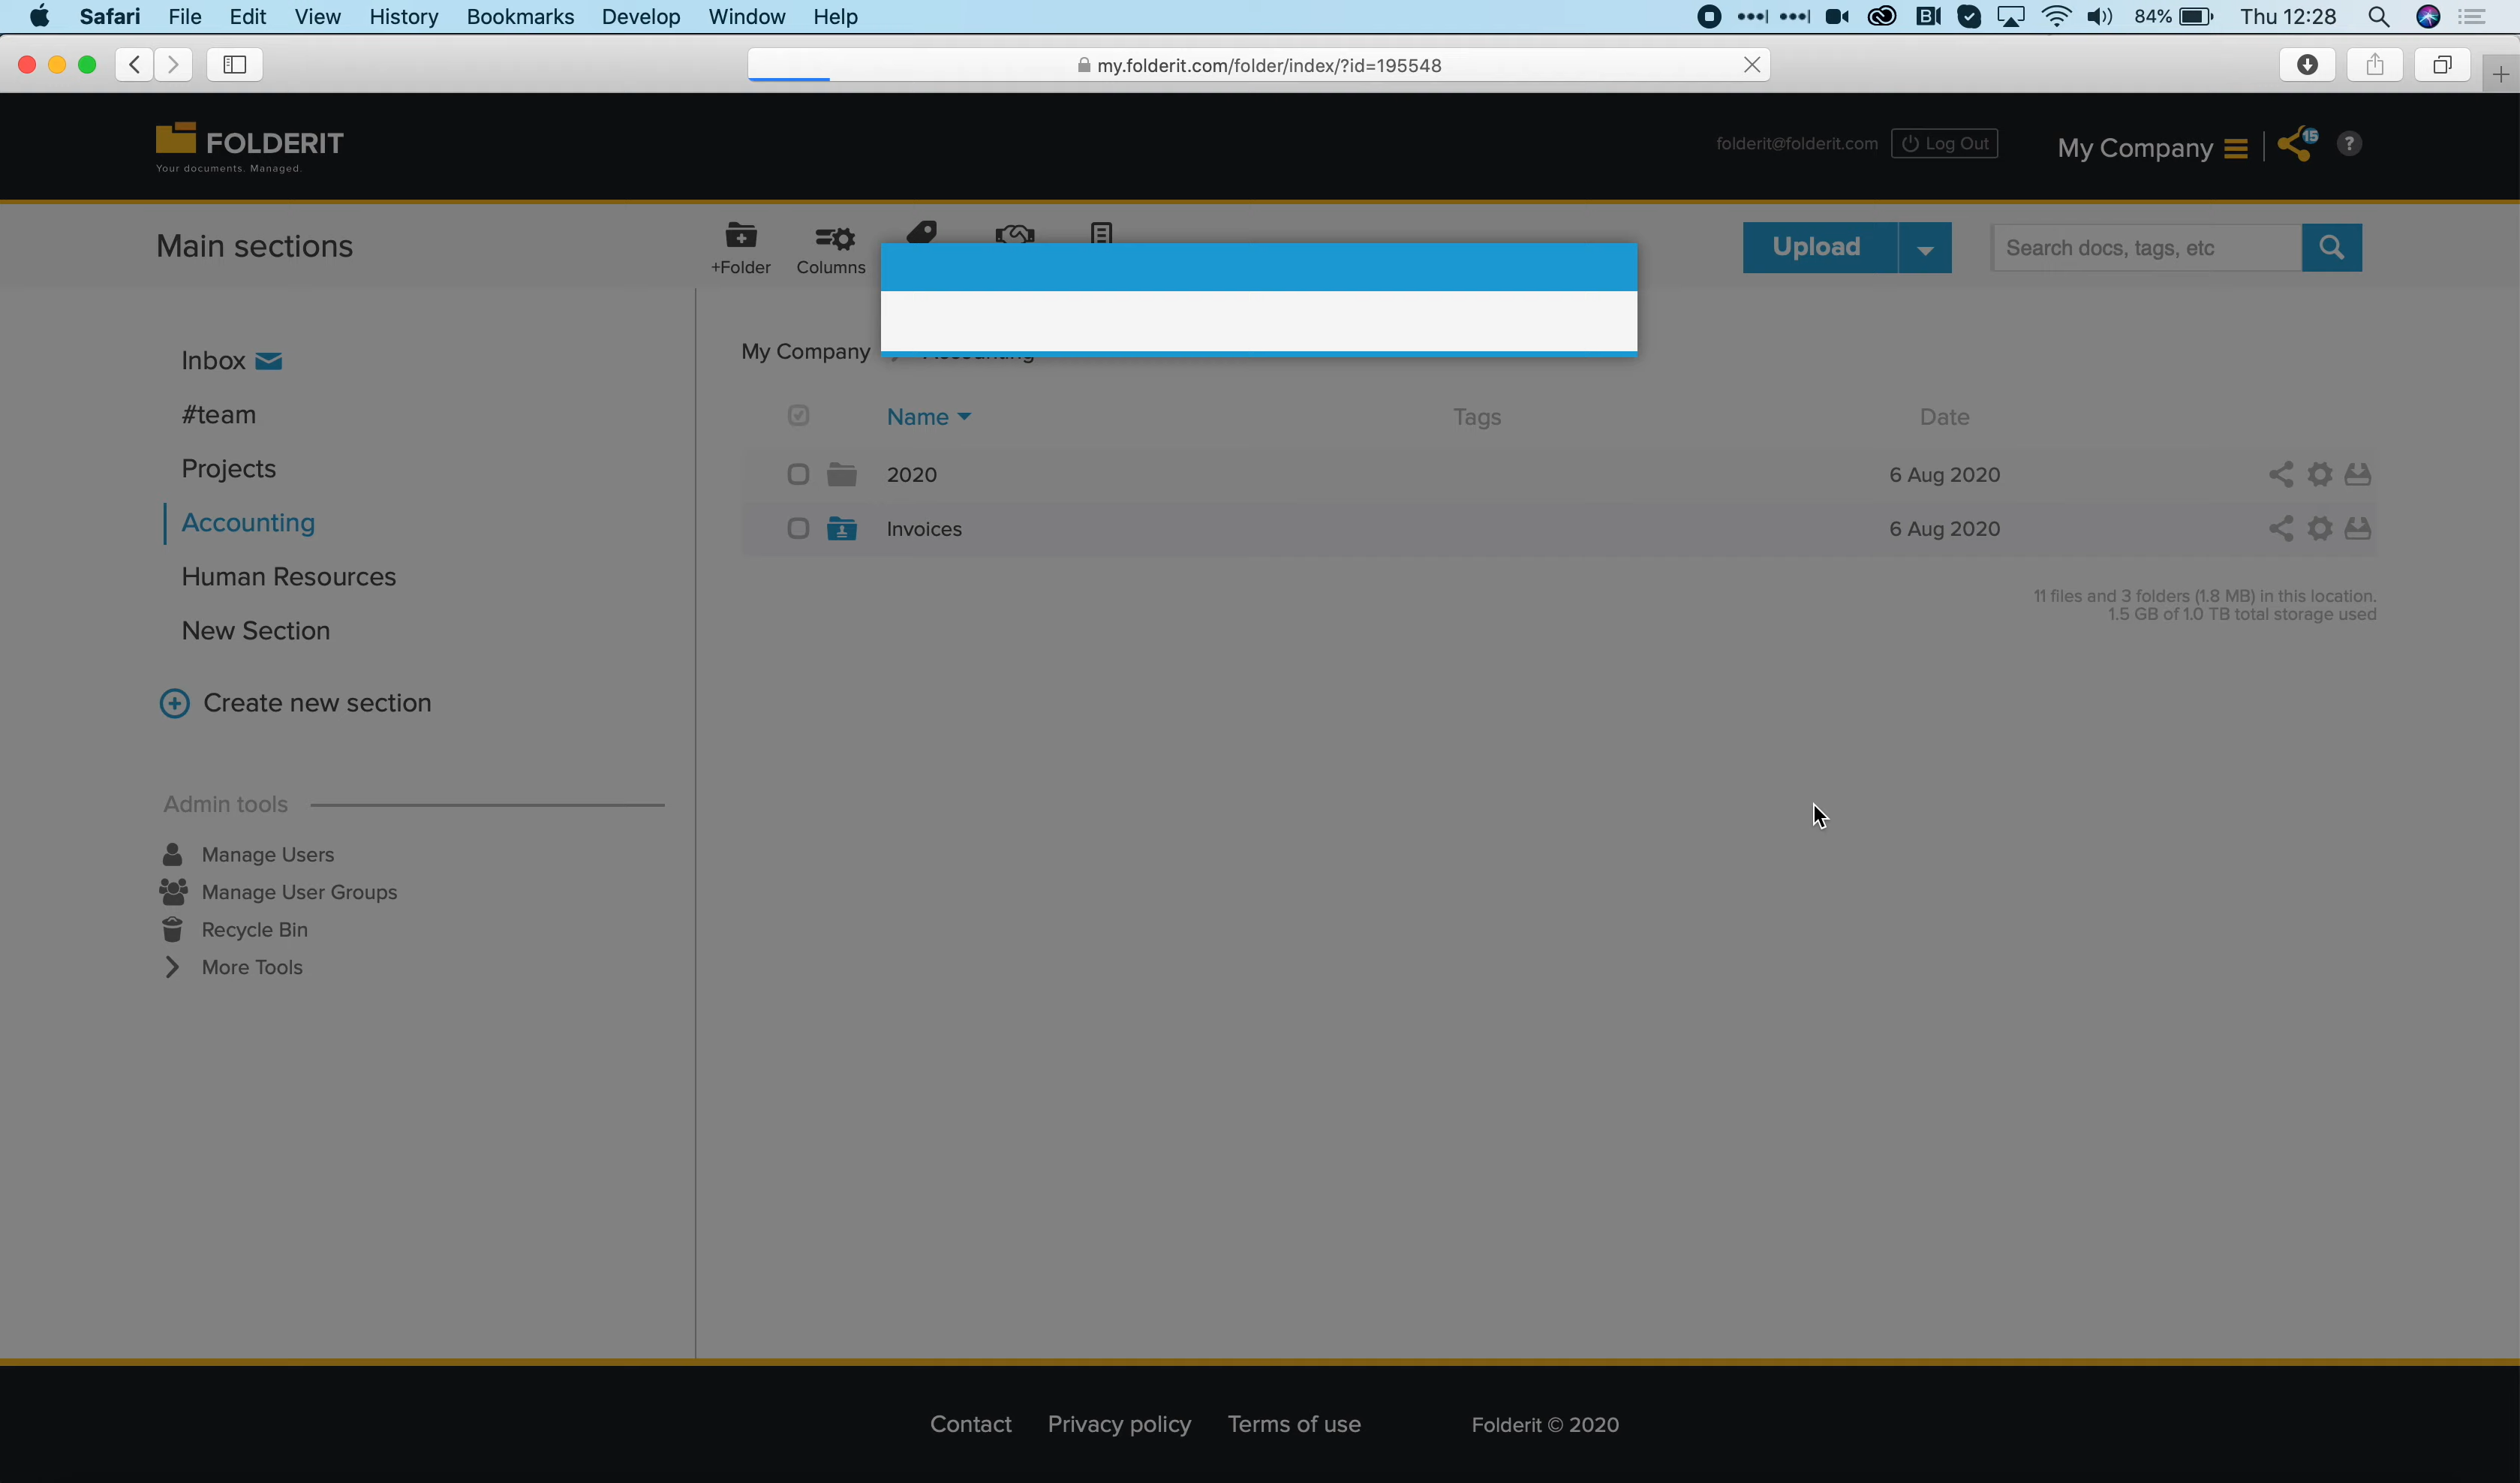 Safari File Edit View History Bookmarks Develop Window Help 84% Thu 12:28
my.folderit.com/folder/index/?id=195548
FOLDERIT
Your documents. Managed.
folderit@folderit.com Log Out My Company 15 ?
Main sections
+Folder Columns
Upload
Search docs, tags, etc
Inbox
#team
Projects
Accounting
Human Resources
New Section
Create new section
Admin tools
Manage Users
Manage User Groups
Recycle Bin
More Tools
My Company Accounting
Name Tags Date
2020 6 Aug 2020
Invoices 6 Aug 2020
11 files and 3 folders (1.8 MB) in this location.
1.5 GB of 1.0 TB total storage used
Contact Privacy policy Terms of use Folderit © 2020